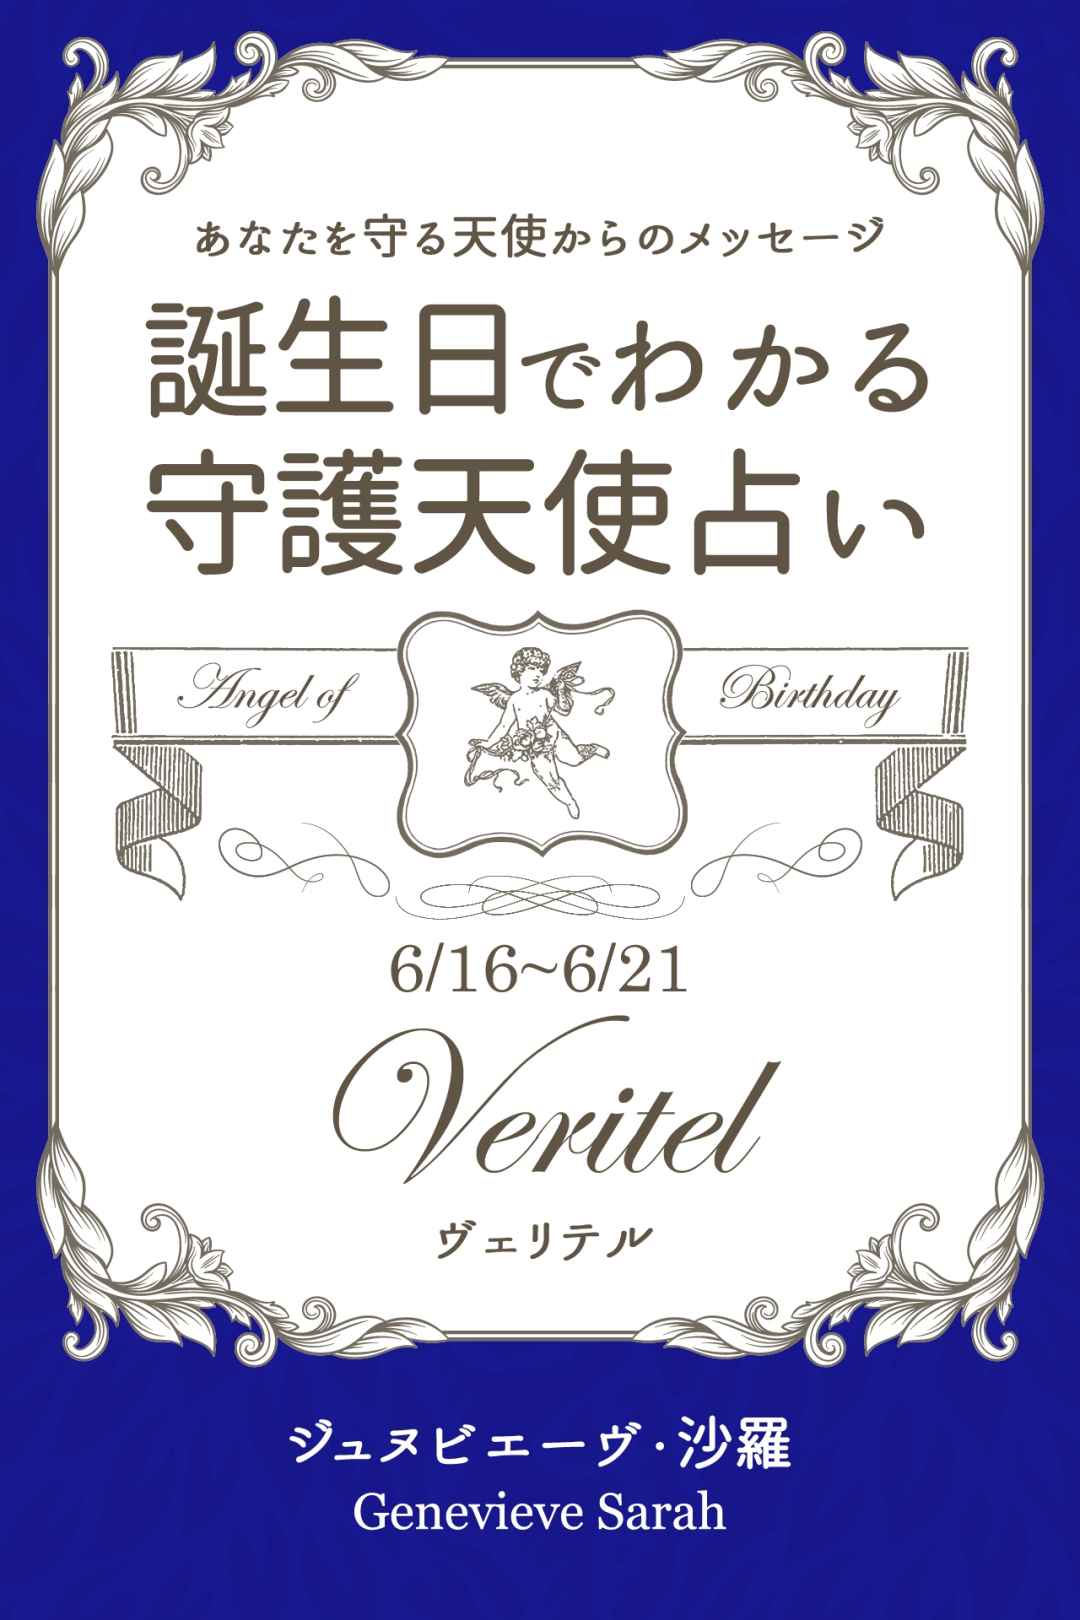 あなたを守る天使からのメッセージ
誕生日でわかる
守護天使占い
Angel of Birthday
6/16~6/21
Veritel
ヴェリテル
ジュヌビエーヴ・沙羅
Genevieve Sarah